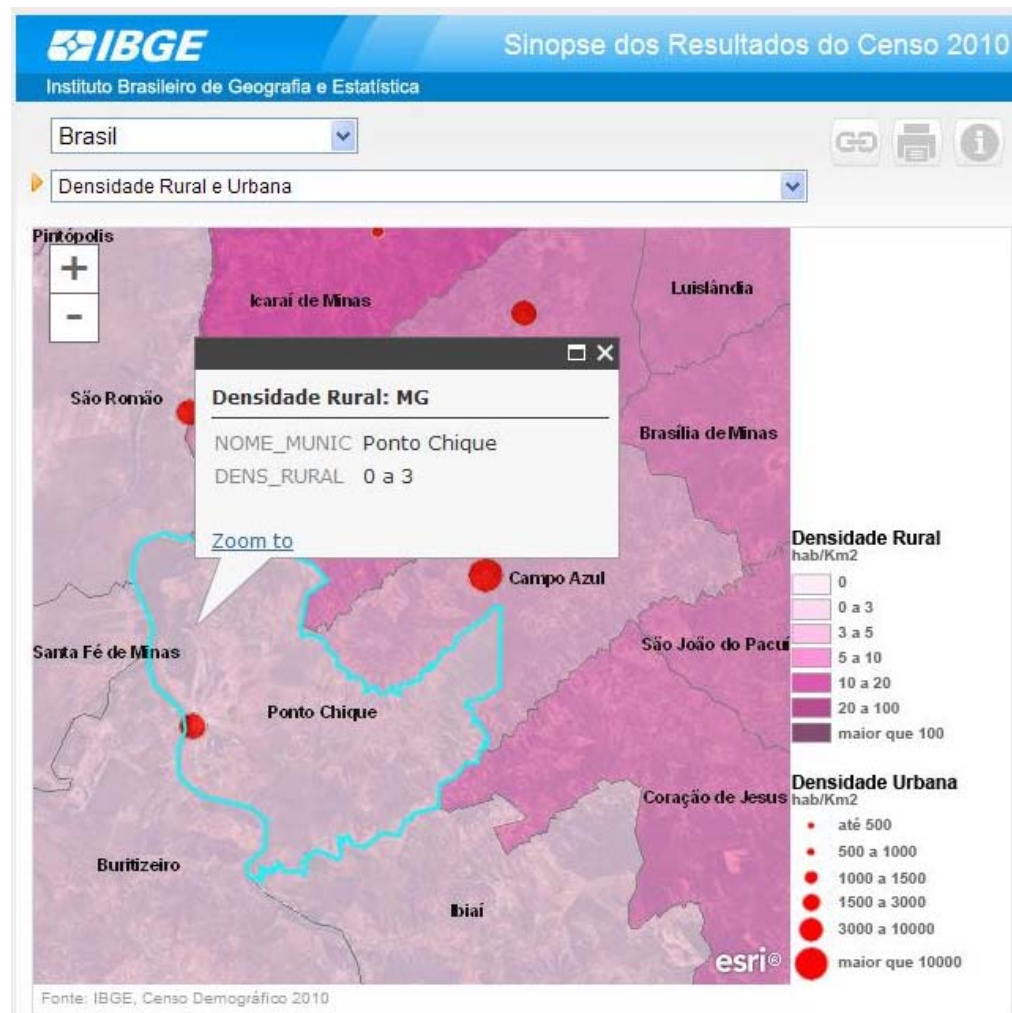 IBGE
Sinopse dos Resultados do Censo 2010
Instituto Brasileiro de Geografia e Estatística
Brasil
Densidade Rural e Urbana
Pintópolis
+
-
Icaraí de Minas
Luislândia
São Romão
Densidade Rural: MG
NOME_MUNIC Ponto Chique
DENS_RURAL 0 a 3
Zoom to
Brasília de Minas
Campo Azul
Santa Fé de Minas
São João do Pacuí
Ponto Chique
Coração de Jesus
Buritizeiro
Ibiaí
esri®
Densidade Rural
hab/Km2
0
0 a 3
3 a 5
5 a 10
10 a 20
20 a 100
maior que 100
Densidade Urbana
hab/Km2
até 500
500 a 1000
1000 a 1500
1500 a 3000
3000 a 10000
maior que 10000
Fonte: IBGE, Censo Demográfico 2010